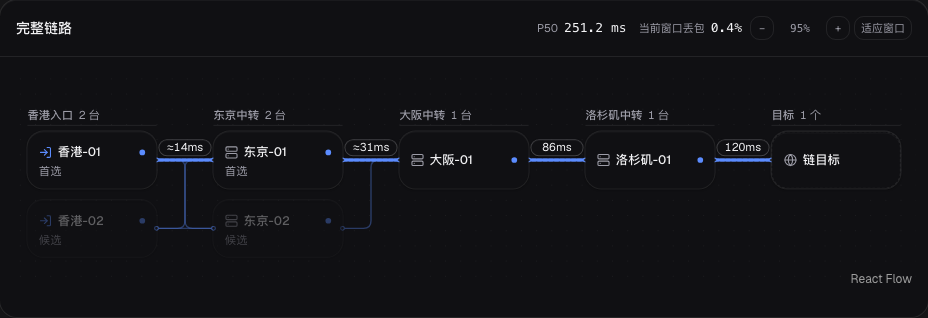 完整链路
P50 251.2 ms 当前窗口丢包 0.4% − 95% + 适应窗口
香港入口 2 台
东京中转 2 台
大阪中转 1 台
洛杉矶中转 1 台
目标 1 个
香港-01
首选
≈14ms
东京-01
首选
≈31ms
大阪-01
86ms
洛杉矶-01
120ms
链目标
香港-02
候选
东京-02
候选
React Flow